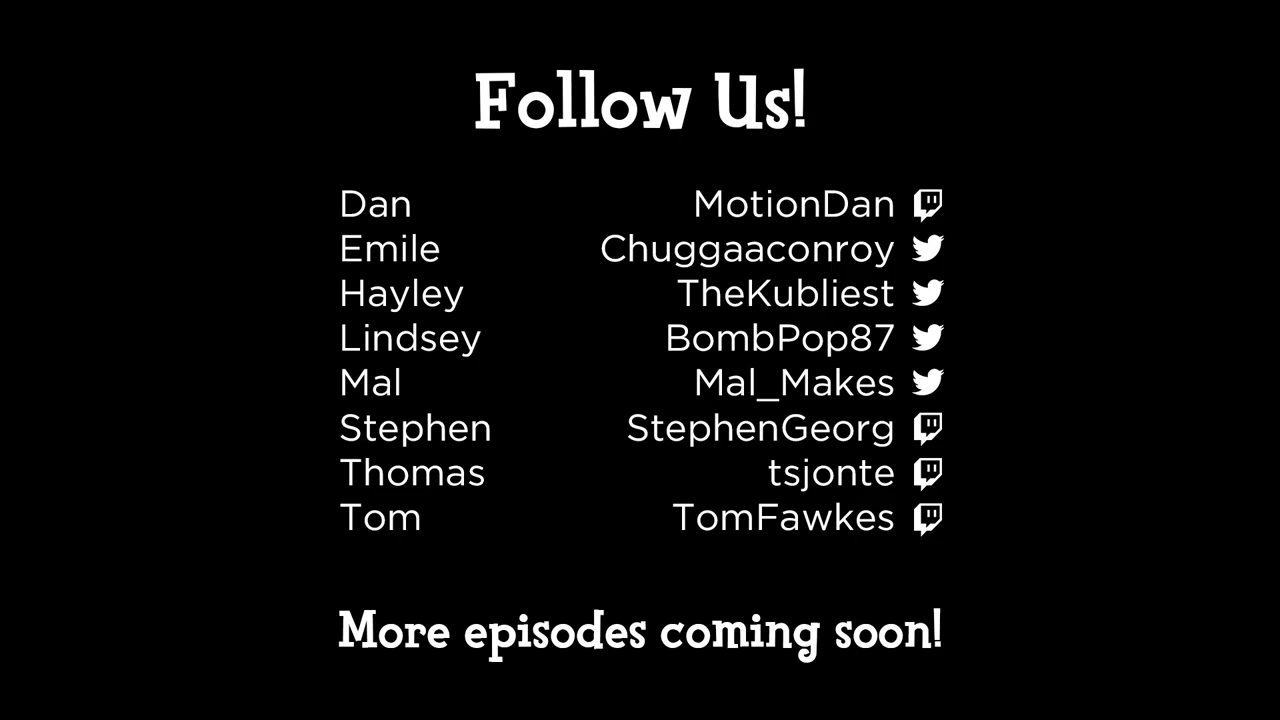 Follow Us!
Dan MotionDan
Emile Chuggaaconroy
Hayley TheKubliest
Lindsey BombPop87
Mal Mal_Makes
Stephen StephenGeorg
Thomas tsjonte
Tom TomFawkes
More episodes coming soon!